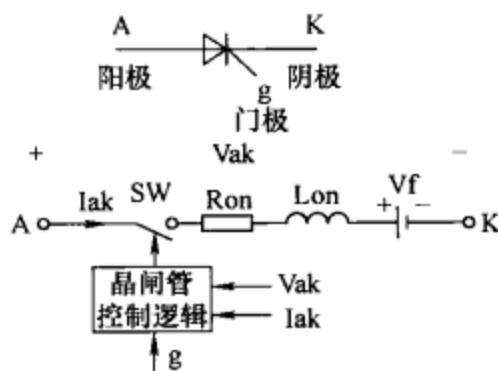 A K
阳极 g 阴极
门极
+ Vak −
Iak SW Ron Lon + Vf −
A K
晶闸管 Vak
控制逻辑 Iak
g